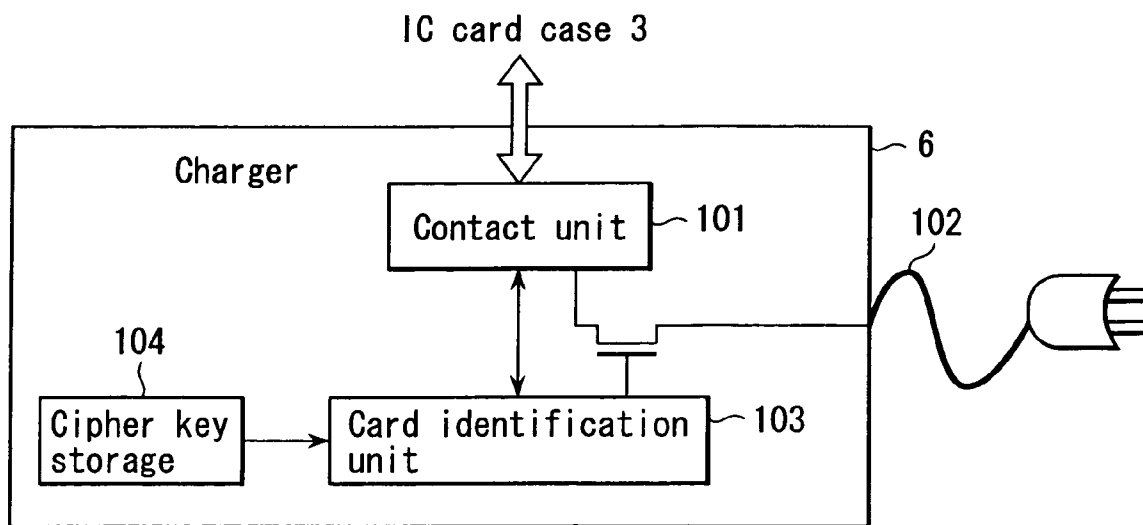 IC card case 3
6
Charger
Contact unit
101
102
104
Cipher key
storage
Card identification
unit
103